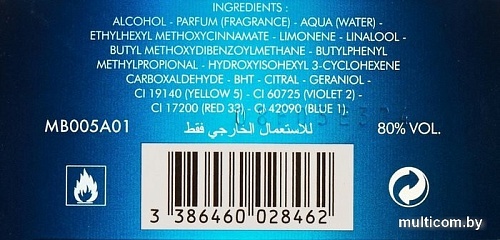 INGREDIENTS :
ALCOHOL - PARFUM (FRAGRANCE) - AQUA (WATER) -
ETHYLHEXYL METHOXYCINNAMATE - LIMONENE - LINALOOL -
BUTYL METHOXYDIBENZOYLMETHANE - BUTYLPHENYL
METHYLPROPIONAL - HYDROXYISOHEXYL 3-CYCLOHEXENE
CARBOXALDEHYDE - BHT - CITRAL - GERANIOL -
CI 19140 (YELLOW 5) - CI 60725 (VIOLET 2) -
CI 17200 (RED 33) - CI 42090 (BLUE 1).
MB005A01 للاستعمال الخارجي فقط 80% VOL.
3 386460 028462
multicom.by